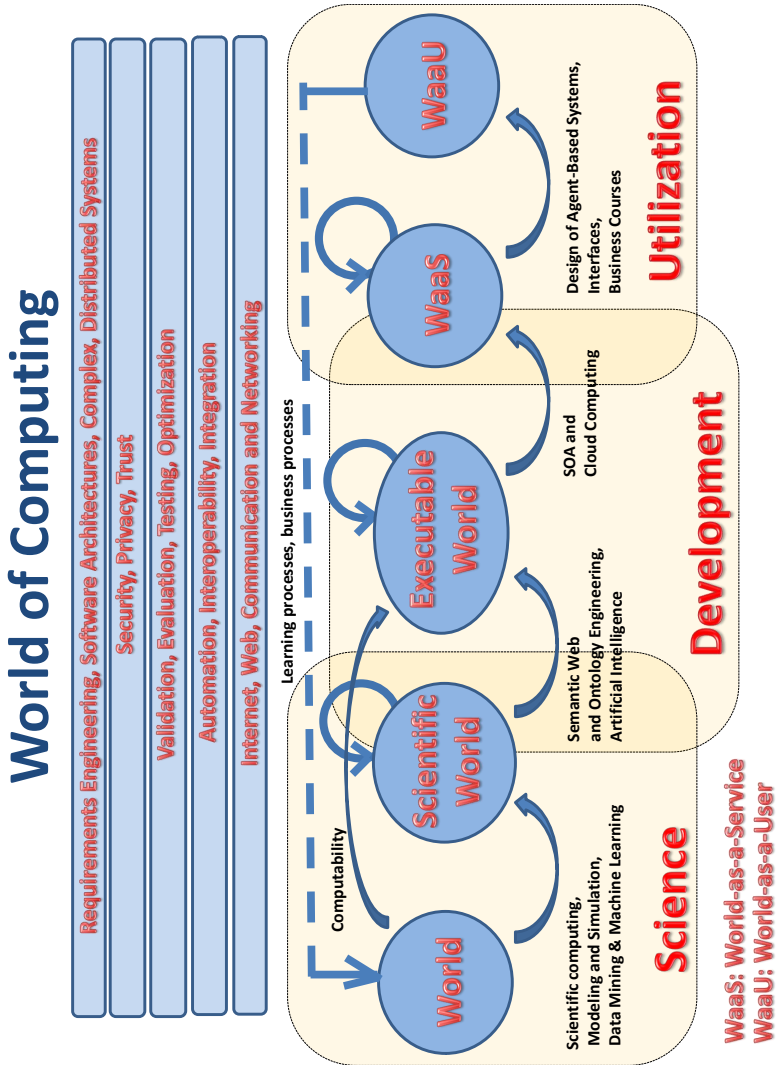 World of Computing
Requirements Engineering, Software Architectures, Complex, Distributed Systems
Security, Privacy, Trust
Validation, Evaluation, Testing, Optimization
Automation, Interoperability, Integration
Internet, Web, Communication and Networking
Learning processes, business processes
Computability
World
Scientific
World
Executable
World
WaaS
WaaU
Scientific computing,
Modeling and Simulation,
Data Mining & Machine Learning
Semantic Web
and Ontology Engineering,
Artificial Intelligence
SOA and
Cloud Computing
Design of Agent-Based Systems,
Interfaces,
Business Courses
Science
Development
Utilization
WaaS: World-as-a-Service
WaaU: World-as-a-User